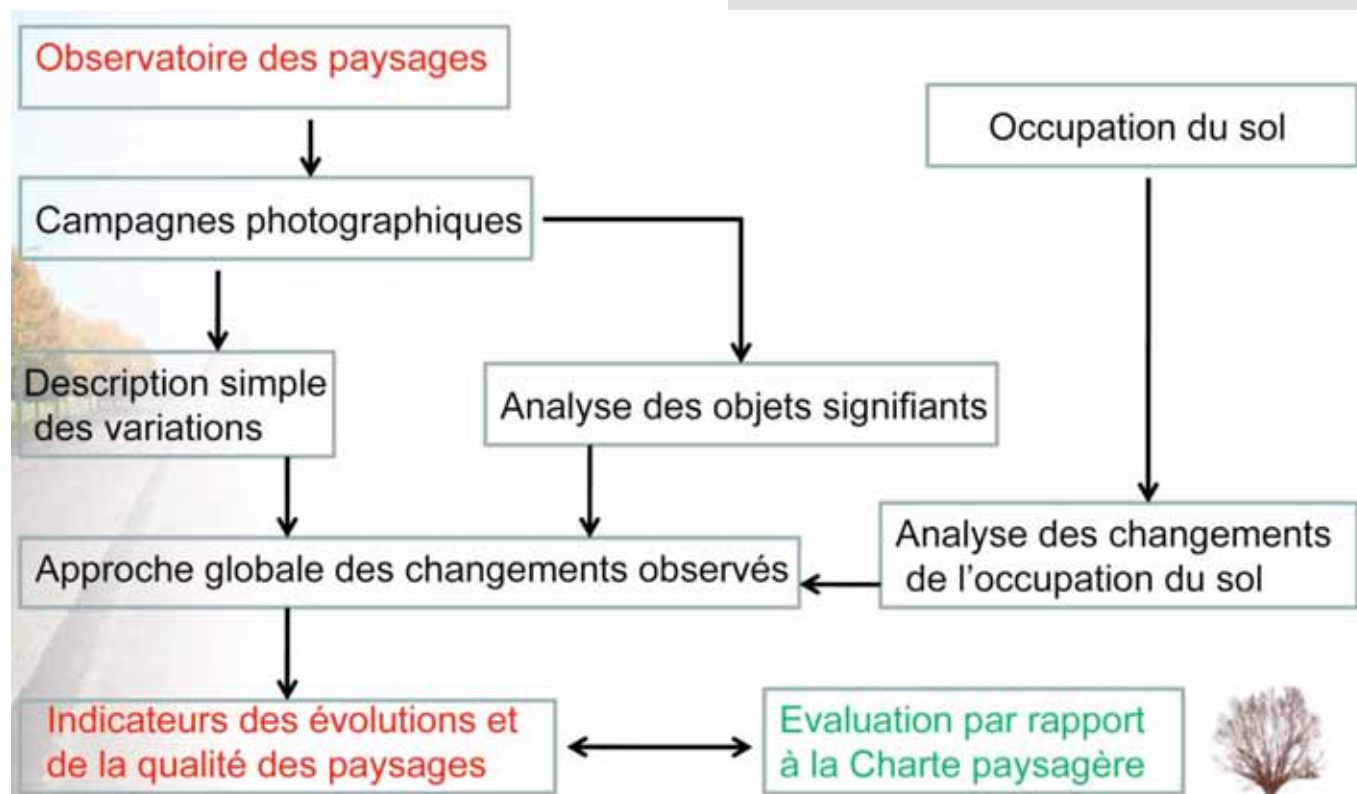 Observatoire des paysages
Occupation du sol
Campagnes photographiques
Description simple
des variations
Analyse des objets signifiants
Analyse des changements
de l'occupation du sol
Approche globale des changements observés
Indicateurs des évolutions et
de la qualité des paysages
Evaluation par rapport
à la Charte paysagère